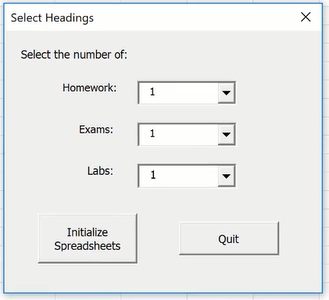 Select Headings
Select the number of:
Homework: 1
Exams: 1
Labs: 1
Initialize
Spreadsheets
Quit